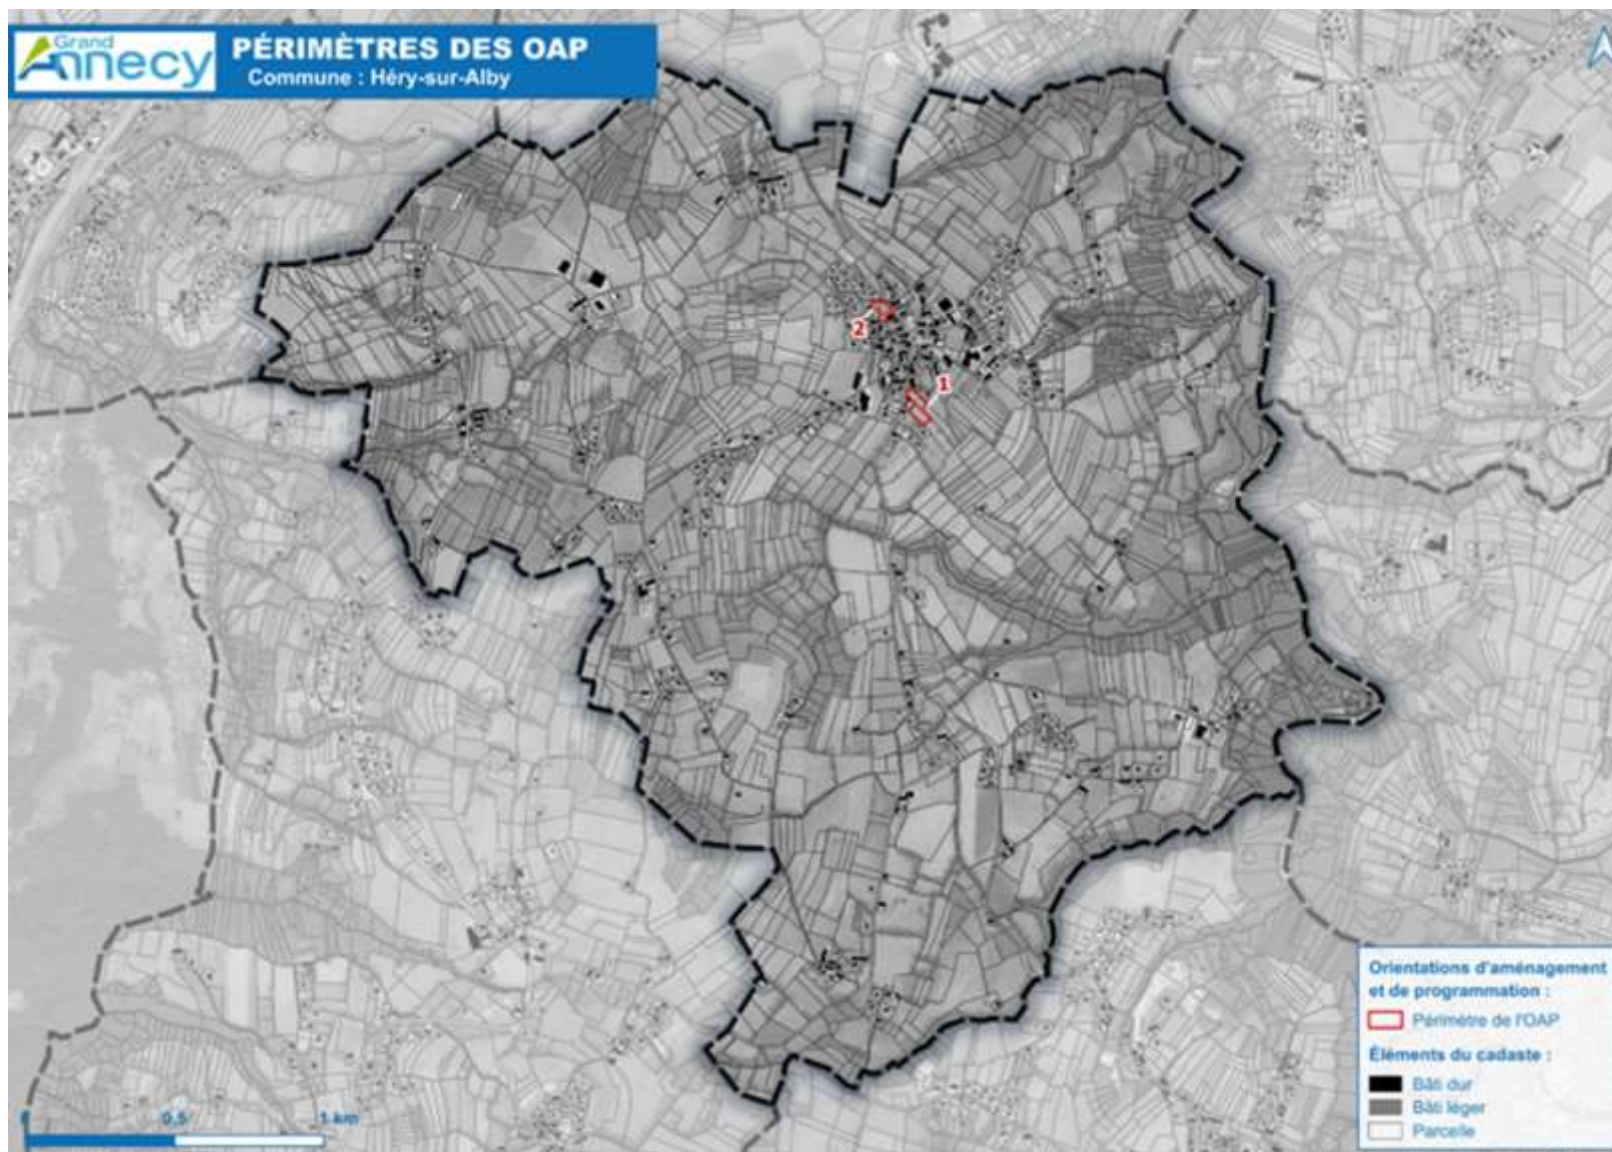 Grand
Annecy
PÉRIMÈTRES DES OAP
Commune : Héry-sur-Alby
2
1
Orientations d'aménagement
et de programmation :
Périmètre de l'OAP
Éléments du cadaste :
Bâti dur
Bâti léger
Parcelle
0 0,5 1 km